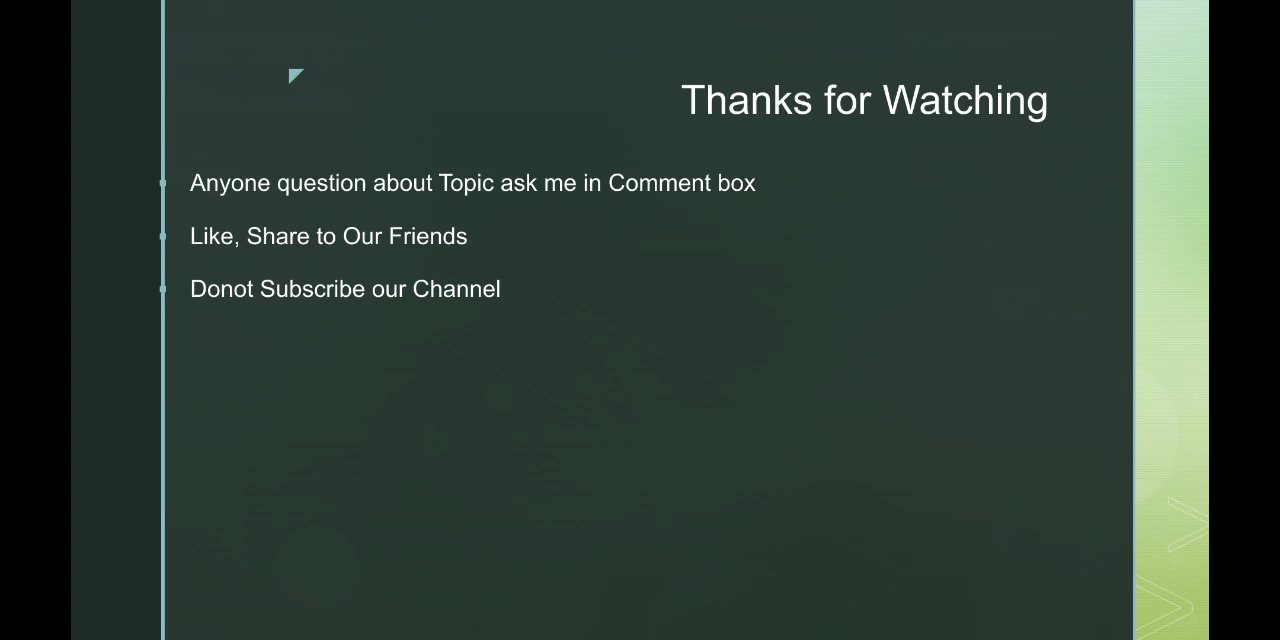 Thanks for Watching
Anyone question about Topic ask me in Comment box
Like, Share to Our Friends
Donot Subscribe our Channel